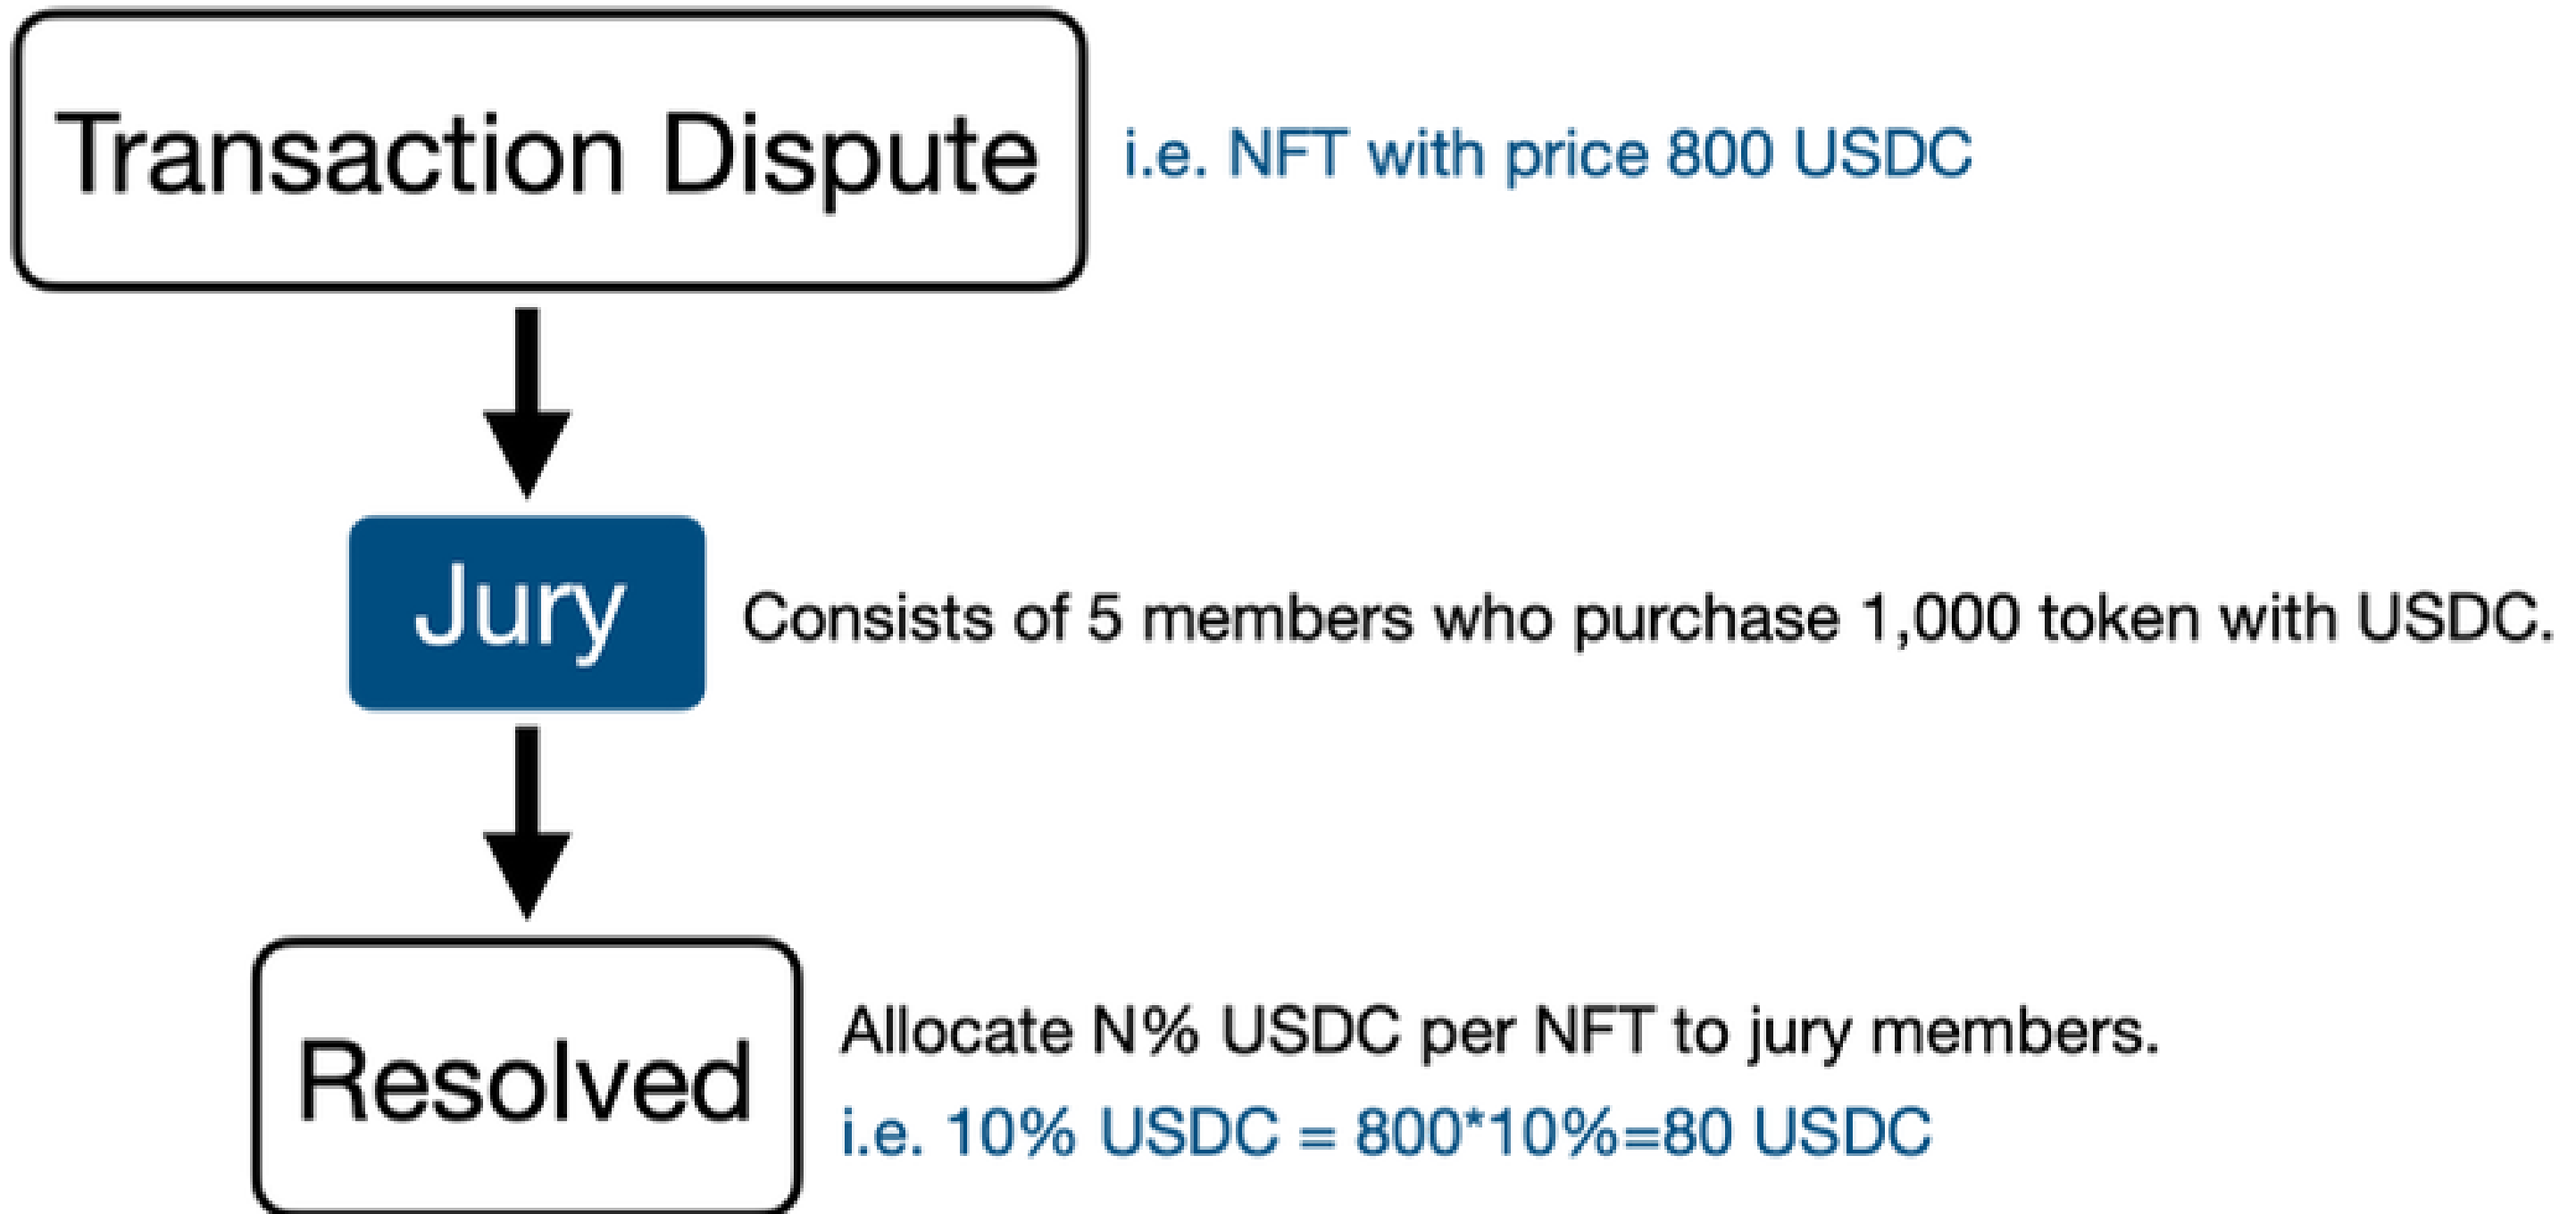 Transaction Dispute
i.e. NFT with price 800 USDC
Jury
Consists of 5 members who purchase 1,000 token with USDC.
Resolved
Allocate N% USDC per NFT to jury members.
i.e. 10% USDC = 800*10%=80 USDC